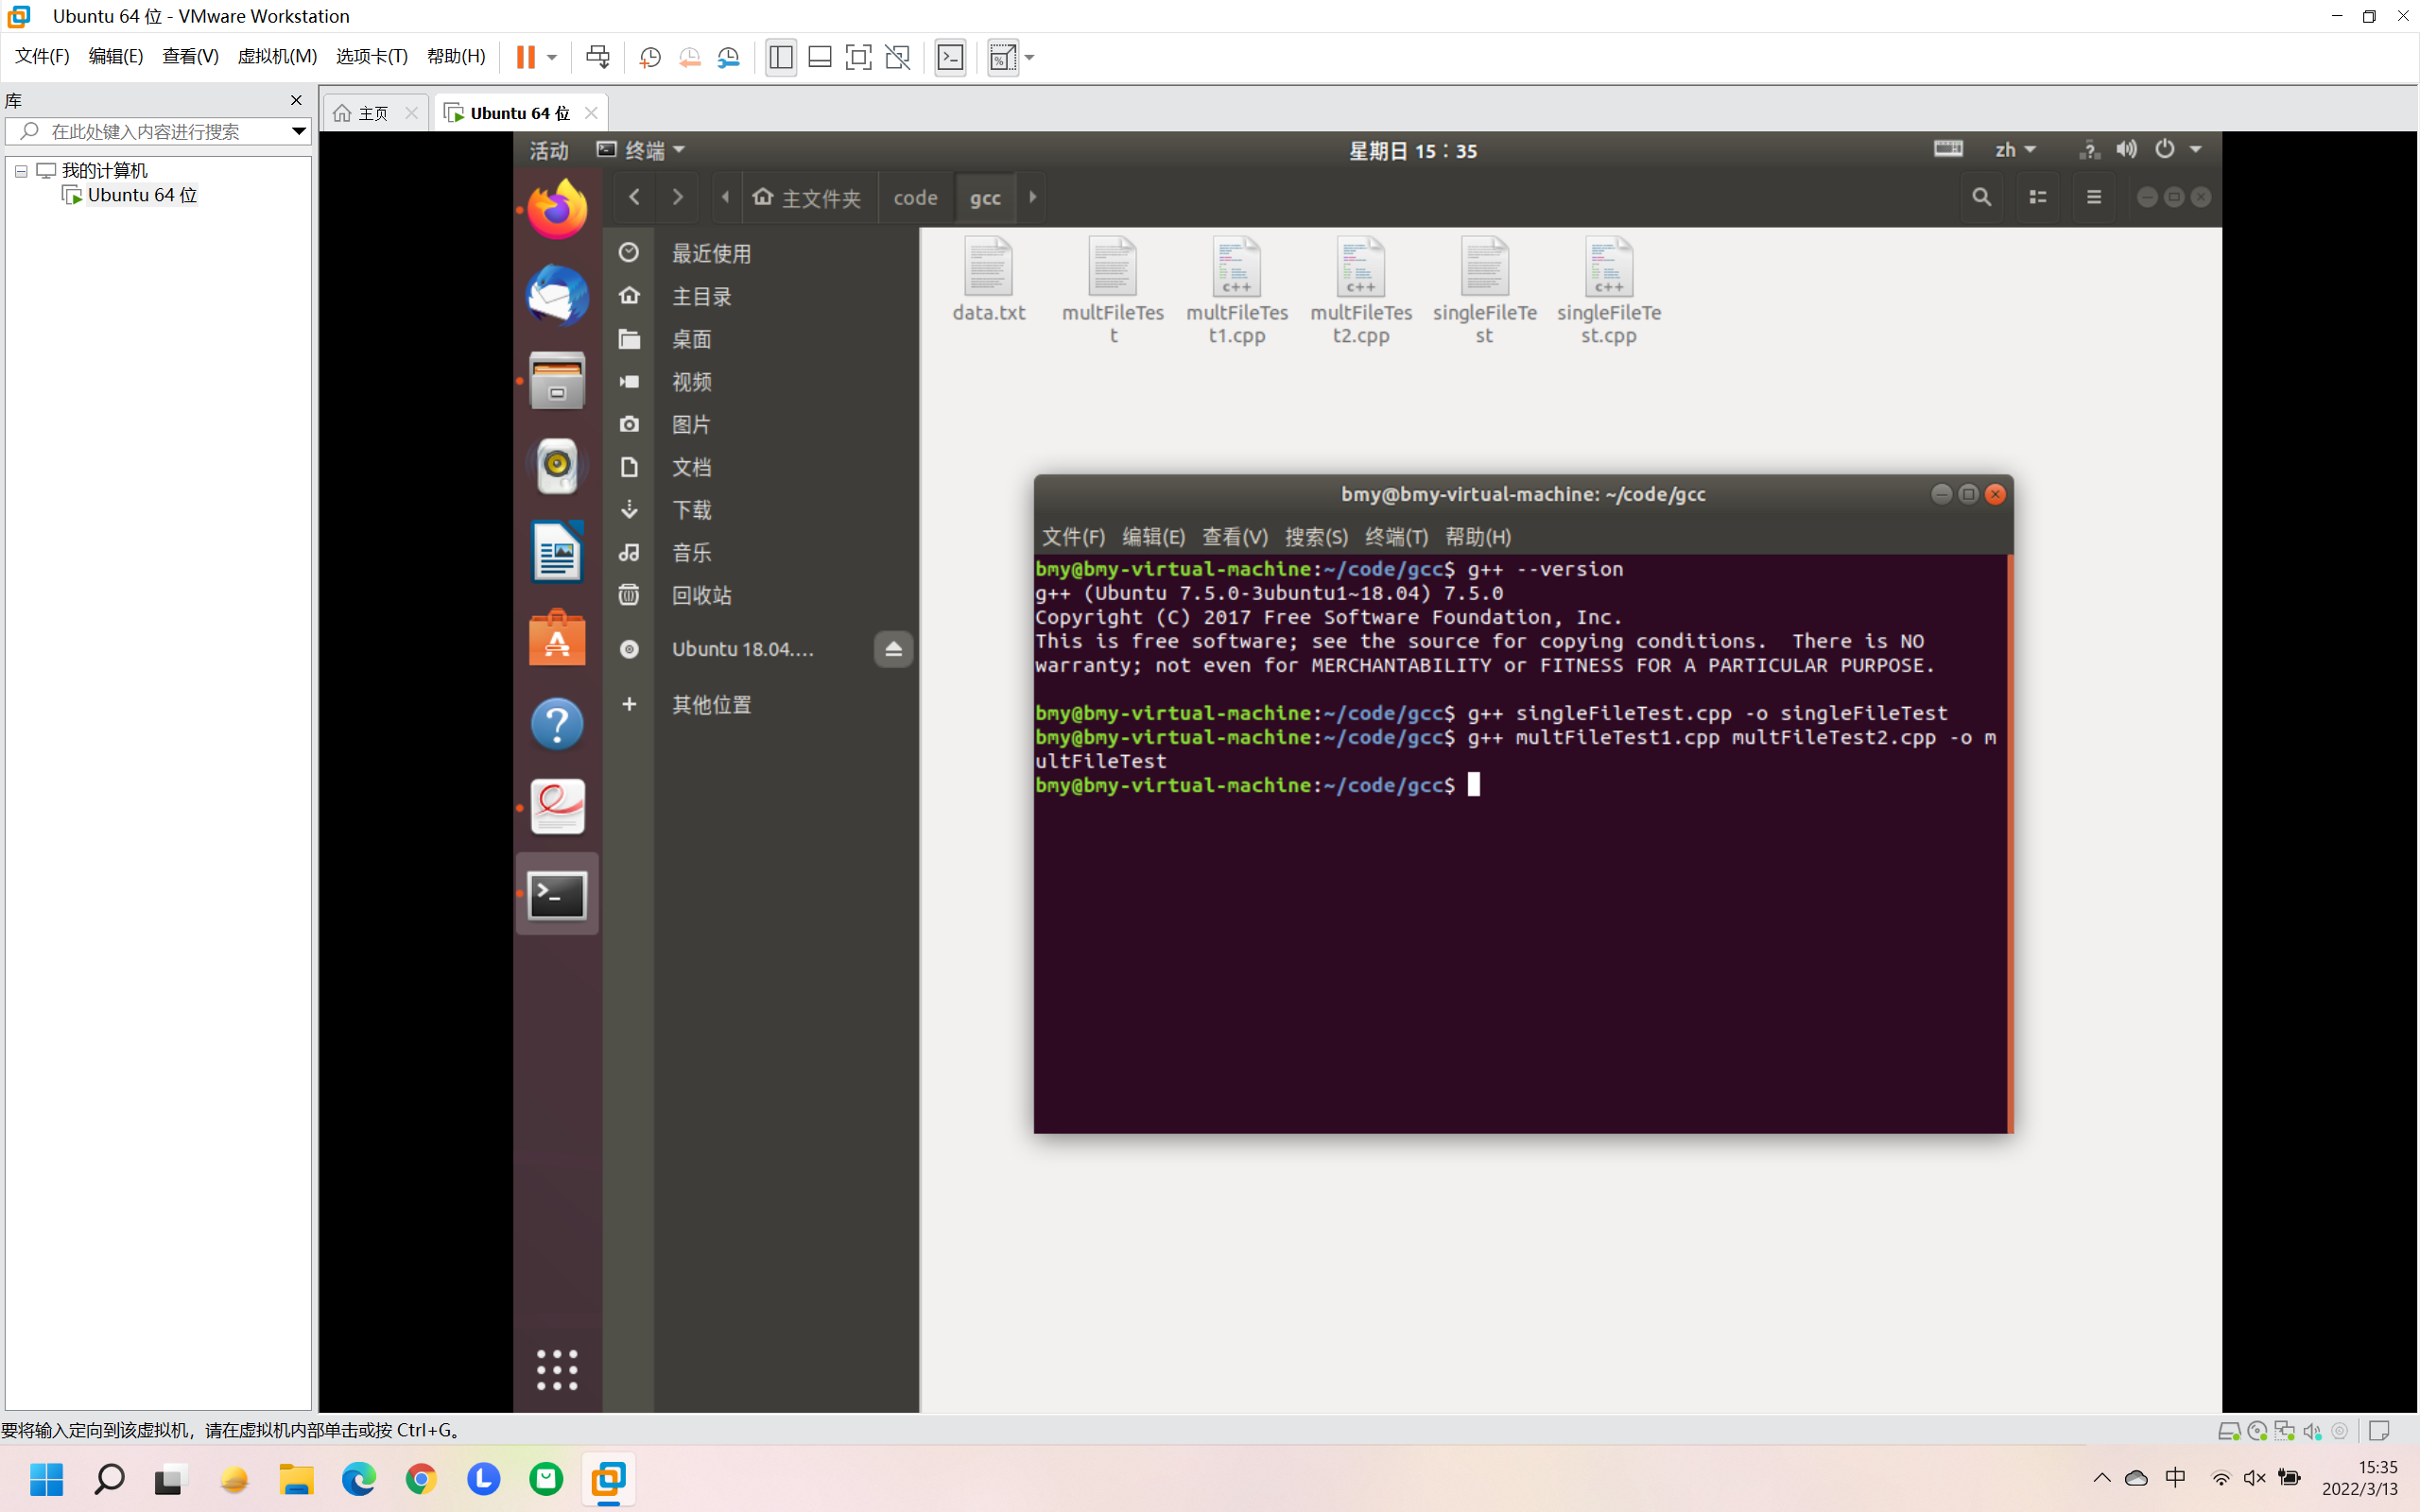 Ubuntu 64 位 - VMware Workstation
文件(F) 编辑(E) 查看(V) 虚拟机(M) 选项卡(T) 帮助(H)
库
在此处键入内容进行搜索
我的计算机
Ubuntu 64 位
主页
Ubuntu 64 位
活动 终端 星期日 15：35 zh
主文件夹 code gcc
最近使用
主目录
桌面
视频
图片
文档
下载
音乐
回收站
Ubuntu 18.04....
其他位置
data.txt
multFileTes
t
multFileTes
t1.cpp
multFileTes
t2.cpp
singleFileTe
st
singleFileTe
st.cpp
bmy@bmy-virtual-machine: ~/code/gcc
文件(F) 编辑(E) 查看(V) 搜索(S) 终端(T) 帮助(H)
bmy@bmy-virtual-machine:~/code/gcc$ g++ --version
g++ (Ubuntu 7.5.0-3ubuntu1~18.04) 7.5.0
Copyright (C) 2017 Free Software Foundation, Inc.
This is free software; see the source for copying conditions.  There is NO
warranty; not even for MERCHANTABILITY or FITNESS FOR A PARTICULAR PURPOSE.
bmy@bmy-virtual-machine:~/code/gcc$ g++ singleFileTest.cpp -o singleFileTest
bmy@bmy-virtual-machine:~/code/gcc$ g++ multFileTest1.cpp multFileTest2.cpp -o m
ultFileTest
bmy@bmy-virtual-machine:~/code/gcc$
要将输入定向到该虚拟机，请在虚拟机内部单击或按 Ctrl+G。
中
15:35
2022/3/13